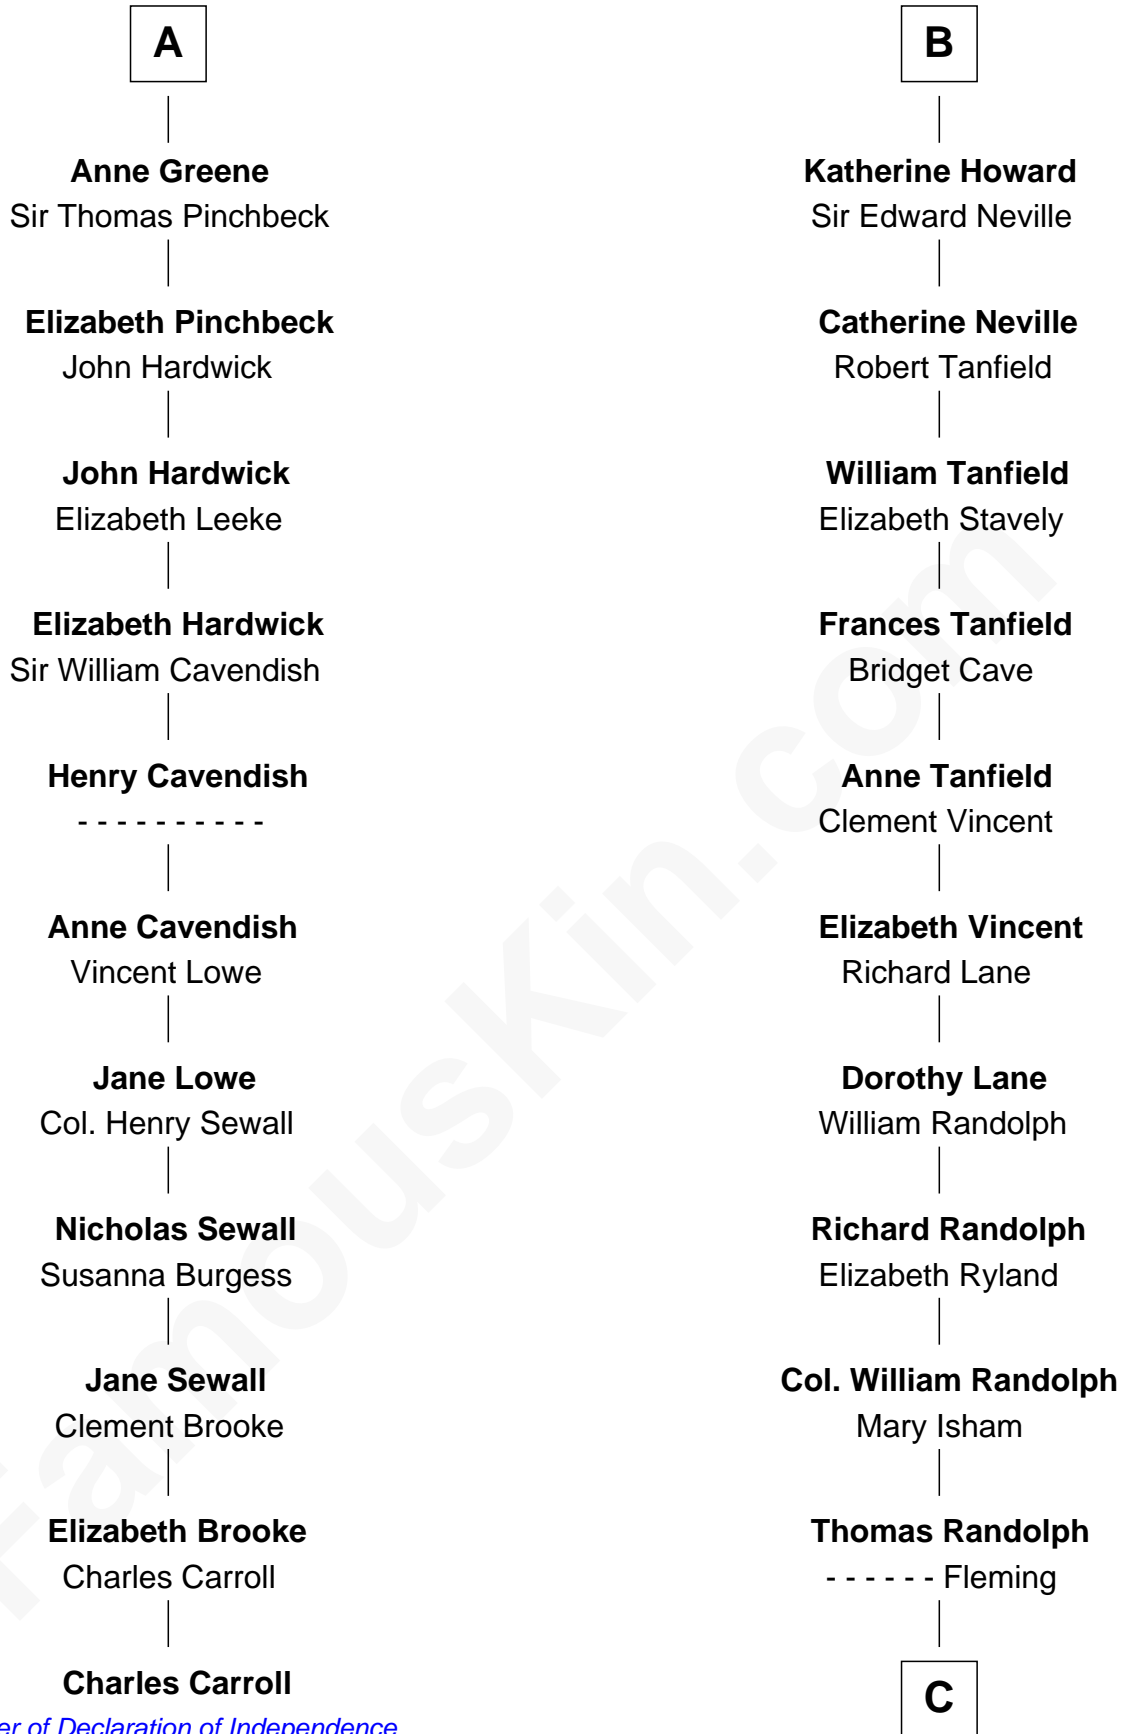 A
Anne Greene
Sir Thomas Pinchbeck
Elizabeth Pinchbeck
John Hardwick
John Hardwick
Elizabeth Leeke
Elizabeth Hardwick
Sir William Cavendish
Henry Cavendish
- - - - - - - - - -
Anne Cavendish
Vincent Lowe
Jane Lowe
Col. Henry Sewall
Nicholas Sewall
Susanna Burgess
Jane Sewall
Clement Brooke
Elizabeth Brooke
Charles Carroll
Charles Carroll
er of Declaration of Independence
B
Katherine Howard
Sir Edward Neville
Catherine Neville
Robert Tanfield
William Tanfield
Elizabeth Stavely
Frances Tanfield
Bridget Cave
Anne Tanfield
Clement Vincent
Elizabeth Vincent
Richard Lane
Dorothy Lane
William Randolph
Richard Randolph
Elizabeth Ryland
Col. William Randolph
Mary Isham
Thomas Randolph
- - - - - - Fleming
C
FamousKin.com